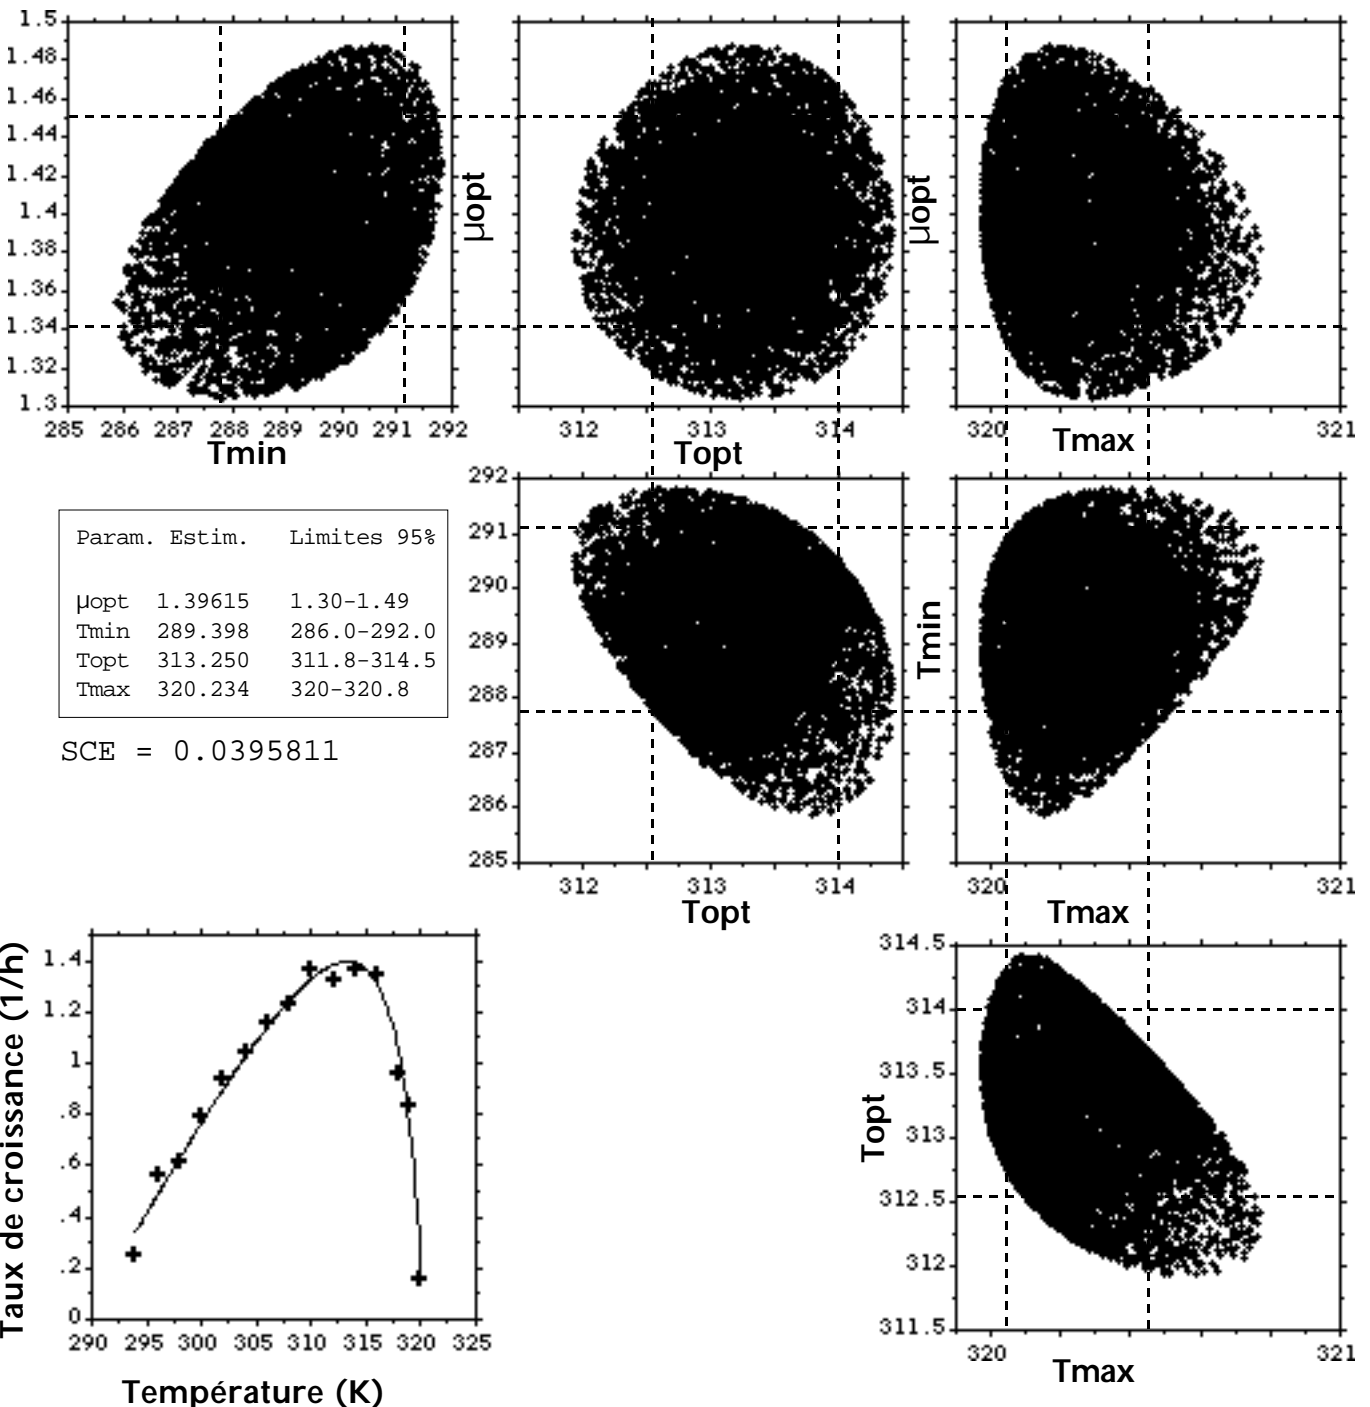 1.5
1.48
1.46
1.44
1.42
1.4
1.38
1.36
1.34
1.32
1.3
285 286 287 288 289 290 291 292
Tmin
µopt
312 313 314
Topt
µopt
320 321
Tmax
Param. Estim. Limites 95%
µopt 1.39615 1.30-1.49
Tmin 289.398 286.0-292.0
Topt 313.250 311.8-314.5
Tmax 320.234 320-320.8
SCE = 0.0395811
292
291
290
289
288
287
286
285
312 313 314
Topt
Tmin
320 321
Tmax
Taux de croissance (1/h)
1.4
1.2
1
.8
.6
.4
.2
0
290 295 300 305 310 315 320 325
Température (K)
Topt
314.5
314
313.5
313
312.5
312
311.5
320 321
Tmax